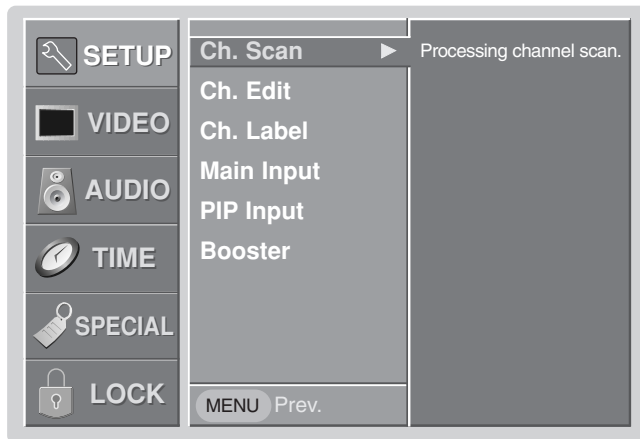 SETUP
VIDEO
AUDIO
TIME
SPECIAL
LOCK
Ch. Scan
Ch. Edit
Ch. Label
Main Input
PIP Input
Booster
MENU Prev.
Processing channel scan.